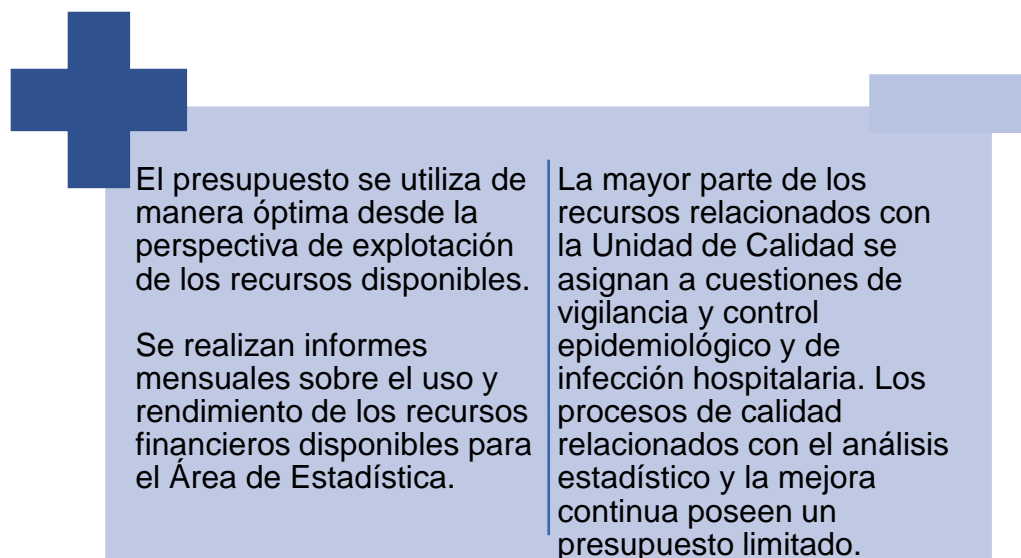 El presupuesto se utiliza de
manera óptima desde la
perspectiva de explotación
de los recursos disponibles.
Se realizan informes
mensuales sobre el uso y
rendimiento de los recursos
financieros disponibles para
el Área de Estadística.
La mayor parte de los
recursos relacionados con
la Unidad de Calidad se
asignan a cuestiones de
vigilancia y control
epidemiológico y de
infección hospitalaria. Los
procesos de calidad
relacionados con el análisis
estadístico y la mejora
continua poseen un
presupuesto limitado.